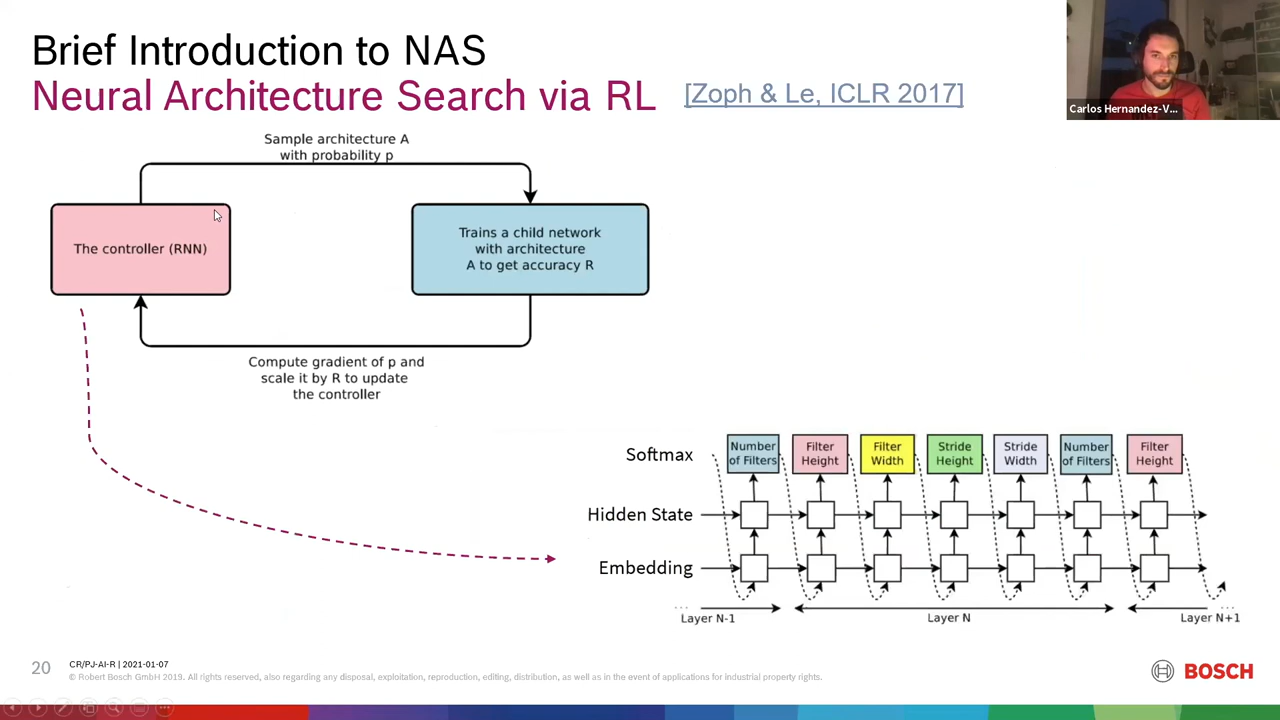 Brief Introduction to NAS
Neural Architecture Search via RL [Zoph & Le, ICLR 2017]
Carlos Hernandez-V...
Sample architecture A
with probability p
The controller (RNN)
Trains a child network
with architecture
A to get accuracy R
Compute gradient of p and
scale it by R to update
the controller
Softmax
Number
of Filters
Filter
Height
Filter
Width
Stride
Height
Stride
Width
Number
of Filters
Filter
Height
Hidden State
Embedding
... Layer N-1
Layer N
Layer N+1 ...
20
CR/PJ-AI-R | 2021-01-07
© Robert Bosch GmbH 2019. All rights reserved, also regarding any disposal, exploitation, reproduction, editing, distribution, as well as in the event of applications for industrial property rights.
BOSCH